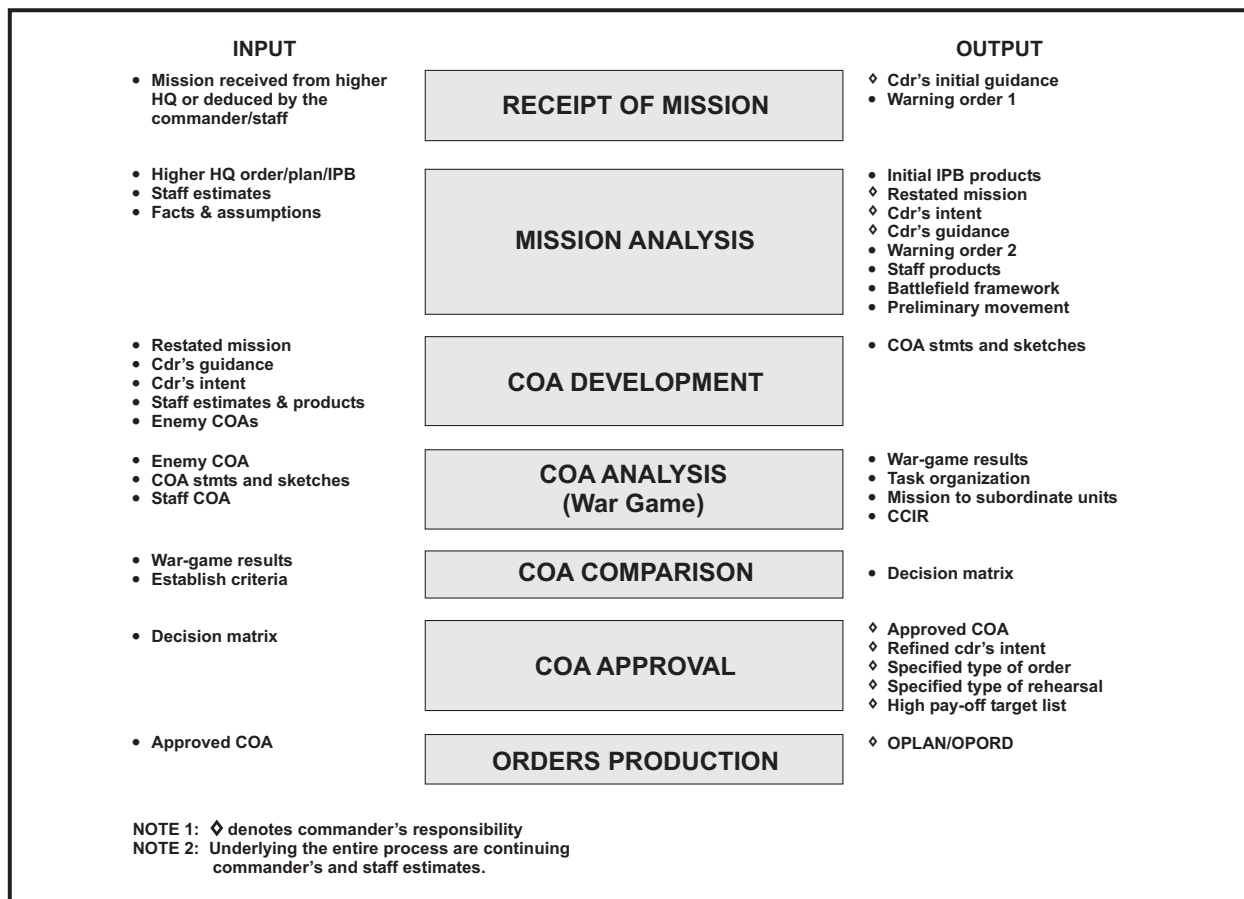 INPUT
OUTPUT
• Mission received from higher
HQ or deduced by the
commander/staff
RECEIPT OF MISSION
◊ Cdr's initial guidance
• Warning order 1
• Higher HQ order/plan/IPB
• Staff estimates
• Facts & assumptions
MISSION ANALYSIS
• Initial IPB products
◊ Restated mission
◊ Cdr's intent
◊ Cdr's guidance
• Warning order 2
• Staff products
• Battlefield framework
• Preliminary movement
• Restated mission
• Cdr's guidance
• Cdr's intent
• Staff estimates & products
• Enemy COAs
COA DEVELOPMENT
• COA stmts and sketches
• Enemy COA
• COA stmts and sketches
• Staff COA
COA ANALYSIS
(War Game)
• War-game results
• Task organization
• Mission to subordinate units
• CCIR
• War-game results
• Establish criteria
COA COMPARISON
• Decision matrix
• Decision matrix
COA APPROVAL
◊ Approved COA
◊ Refined cdr's intent
◊ Specified type of order
◊ Specified type of rehearsal
◊ High pay-off target list
• Approved COA
ORDERS PRODUCTION
◊ OPLAN/OPORD
NOTE 1: ◊ denotes commander's responsibility
NOTE 2: Underlying the entire process are continuing
commander's and staff estimates.